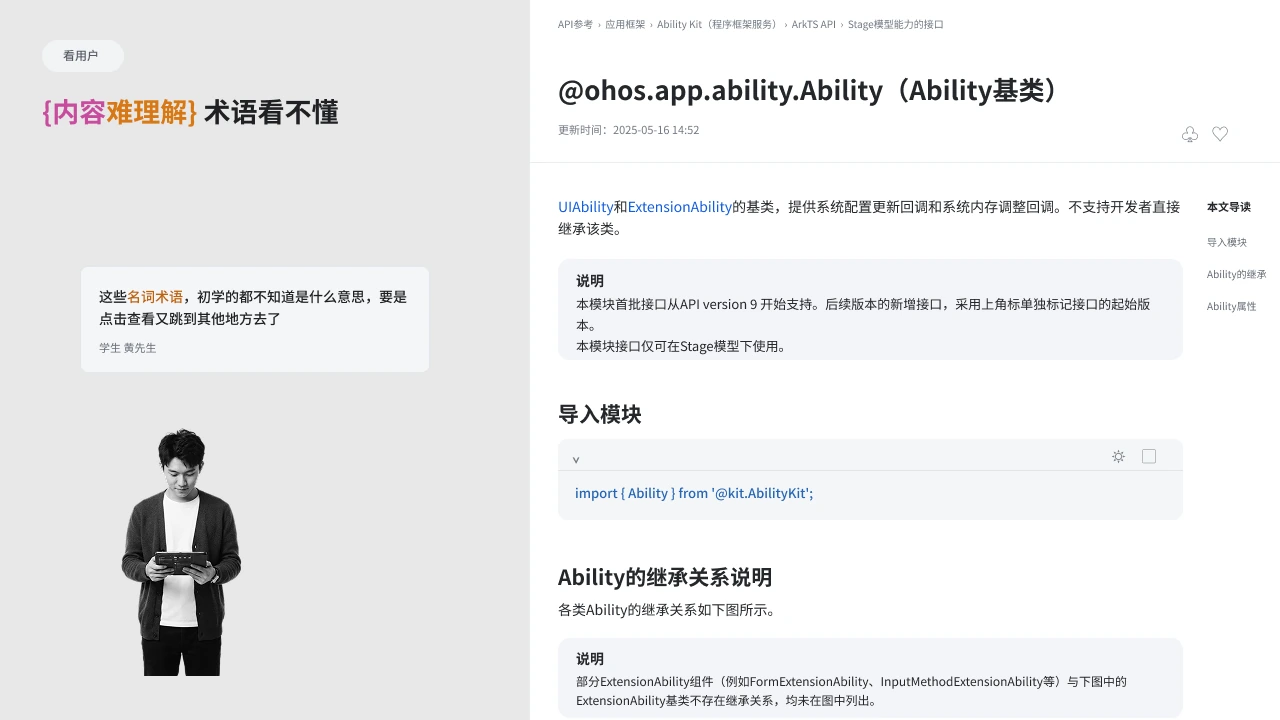 看用户
{内容难理解} 术语看不懂
这些名词术语，初学的都不知道是什么意思，要是
点击查看又跳到其他地方去了
学生 黄先生
API参考 › 应用框架 › Ability Kit（程序框架服务） › ArkTS API › Stage模型能力的接口
@ohos.app.ability.Ability（Ability基类）
更新时间：2025-05-16 14:52
UIAbility和ExtensionAbility的基类，提供系统配置更新回调和系统内存调整回调。不支持开发者直接
继承该类。
说明
本模块首批接口从API version 9 开始支持。后续版本的新增接口，采用上角标单独标记接口的起始版
本。
本模块接口仅可在Stage模型下使用。
导入模块
import { Ability } from '@kit.AbilityKit';
Ability的继承关系说明
各类Ability的继承关系如下图所示。
说明
部分ExtensionAbility组件（例如FormExtensionAbility、InputMethodExtensionAbility等）与下图中的
ExtensionAbility基类不存在继承关系，均未在图中列出。
本文导读
导入模块
Ability的继承
Ability属性